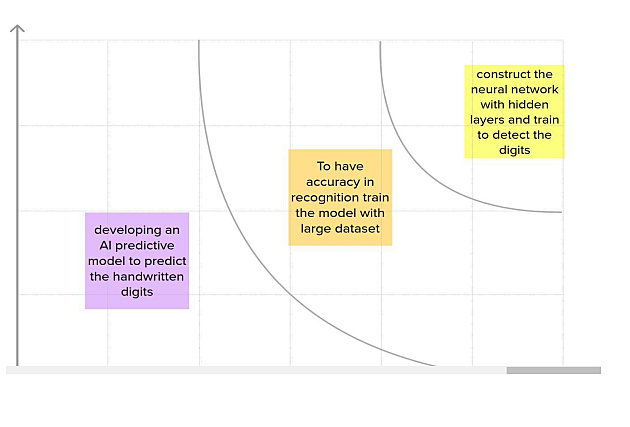 construct the
neural network
with hidden
layers and train
to detect the
digits
To have
accuracy in
recognition train
the model with
large dataset
developing an
AI predictive
model to predict
the handwritten
digits